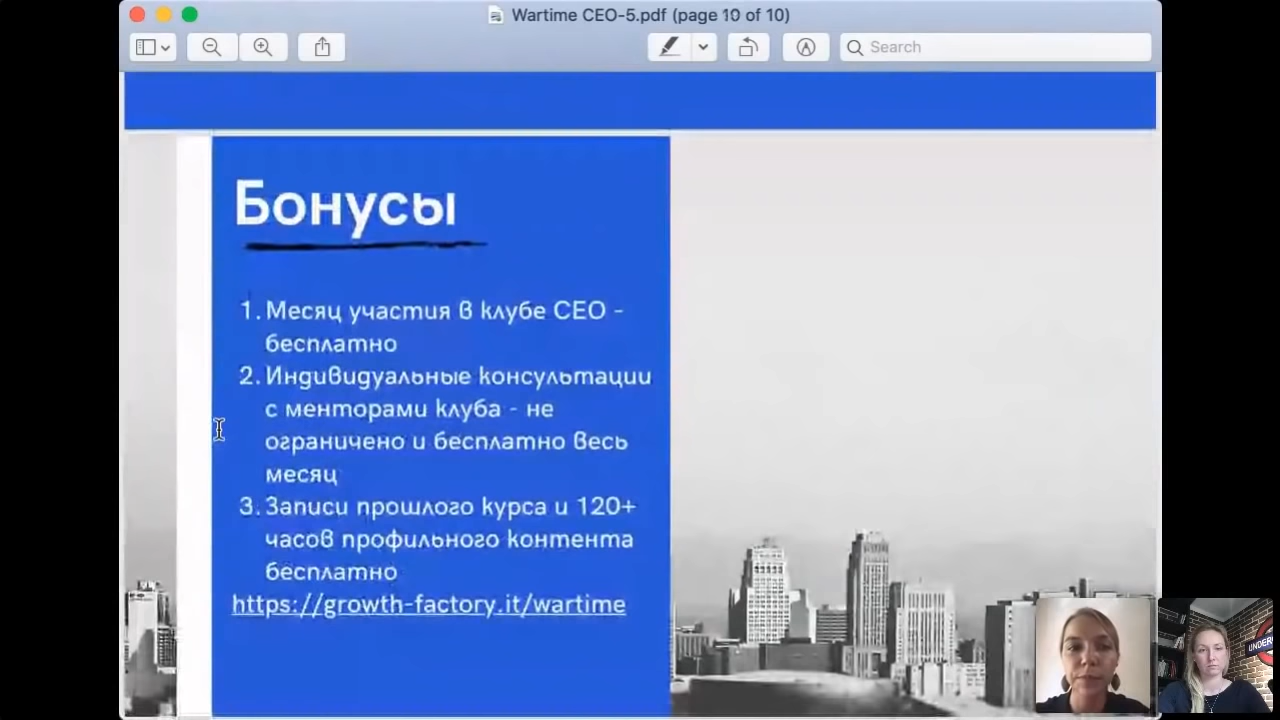 Wartime CEO-5.pdf (page 10 of 10)
Search
Бонусы
1. Месяц участия в клубе CEO -
бесплатно
2. Индивидуальные консультации
с менторами клуба - не
ограничено и бесплатно весь
месяц
3. Записи прошлого курса и 120+
часов профильного контента
бесплатно
https://growth-factory.it/wartime